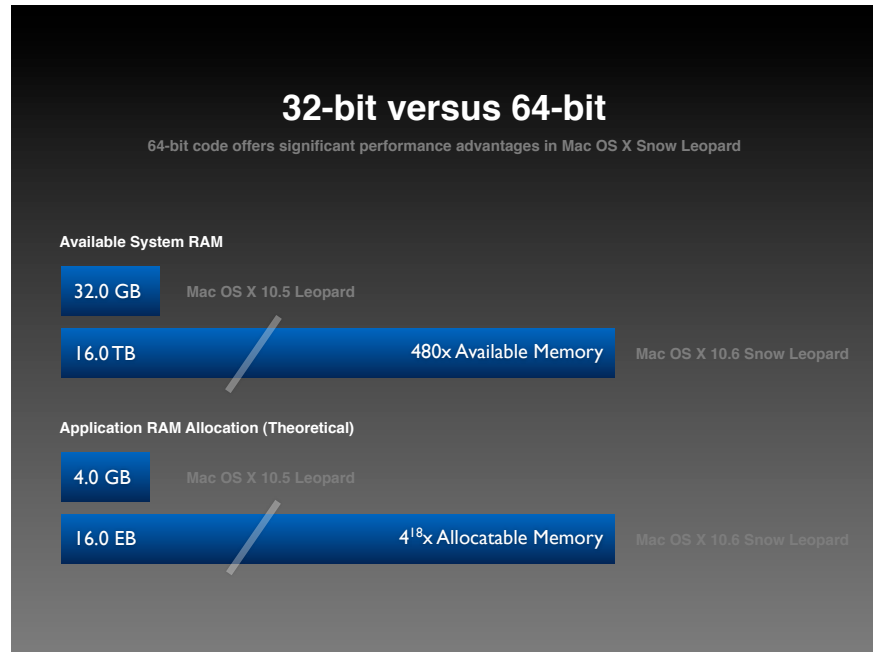 32-bit versus 64-bit
64-bit code offers significant performance advantages in Mac OS X Snow Leopard
Available System RAM
32.0 GB Mac OS X 10.5 Leopard
16.0 TB 480x Available Memory Mac OS X 10.6 Snow Leopard
Application RAM Allocation (Theoretical)
4.0 GB Mac OS X 10.5 Leopard
16.0 EB 4¹⁸x Allocatable Memory Mac OS X 10.6 Snow Leopard